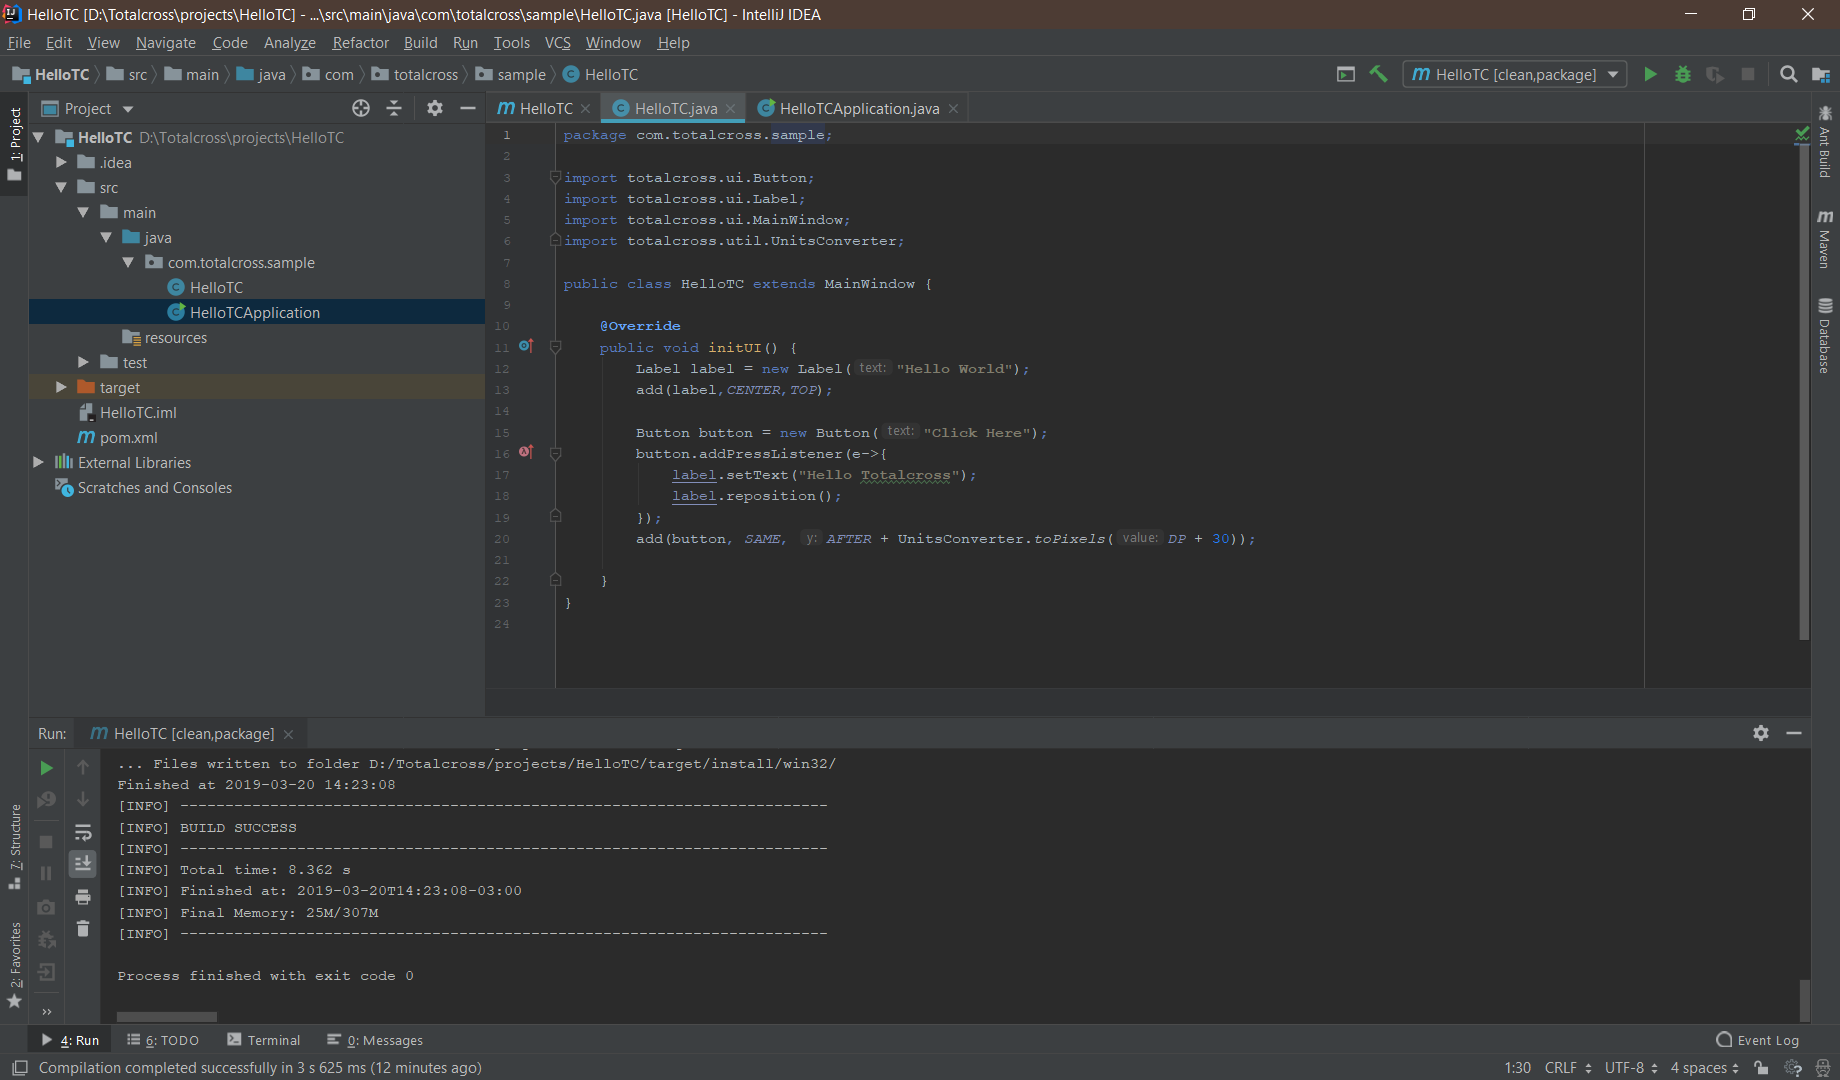 HelloTC [D:\Totalcross\projects\HelloTC] - ...\src\main\java\com\totalcross\sample\HelloTC.java [HelloTC] - IntelliJ IDEA
File Edit View Navigate Code Analyze Refactor Build Run Tools VCS Window Help
HelloTC src main java com totalcross sample HelloTC
HelloTC [clean,package]
1: Project
Project
HelloTC D:\Totalcross\projects\HelloTC
.idea
src
main
java
com.totalcross.sample
HelloTC
HelloTCApplication
resources
test
target
HelloTC.iml
pom.xml
External Libraries
Scratches and Consoles
HelloTC HelloTC.java HelloTCApplication.java
1 package com.totalcross.sample;
2
3 import totalcross.ui.Button;
4 import totalcross.ui.Label;
5 import totalcross.ui.MainWindow;
6 import totalcross.util.UnitsConverter;
7
8 public class HelloTC extends MainWindow {
9
10 @Override
11 public void initUI() {
12 Label label = new Label( text: "Hello World");
13 add(label,CENTER,TOP);
14
15 Button button = new Button( text: "Click Here");
16 button.addPressListener(e->{
17 label.setText("Hello Totalcross");
18 label.reposition();
19 });
20 add(button, SAME, y: AFTER + UnitsConverter.toPixels( value: DP + 30));
21
22 }
23 }
24
Ant Build
Maven
Database
Run: HelloTC [clean,package]
... Files written to folder D:/Totalcross/projects/HelloTC/target/install/win32/
Finished at 2019-03-20 14:23:08
[INFO] ------------------------------------------------------------------------
[INFO] BUILD SUCCESS
[INFO] ------------------------------------------------------------------------
[INFO] Total time: 8.362 s
[INFO] Finished at: 2019-03-20T14:23:08-03:00
[INFO] Final Memory: 25M/307M
[INFO] ------------------------------------------------------------------------
Process finished with exit code 0
7: Structure
2: Favorites
4: Run 6: TODO Terminal 0: Messages Event Log
Compilation completed successfully in 3 s 625 ms (12 minutes ago) 1:30 CRLF UTF-8 4 spaces